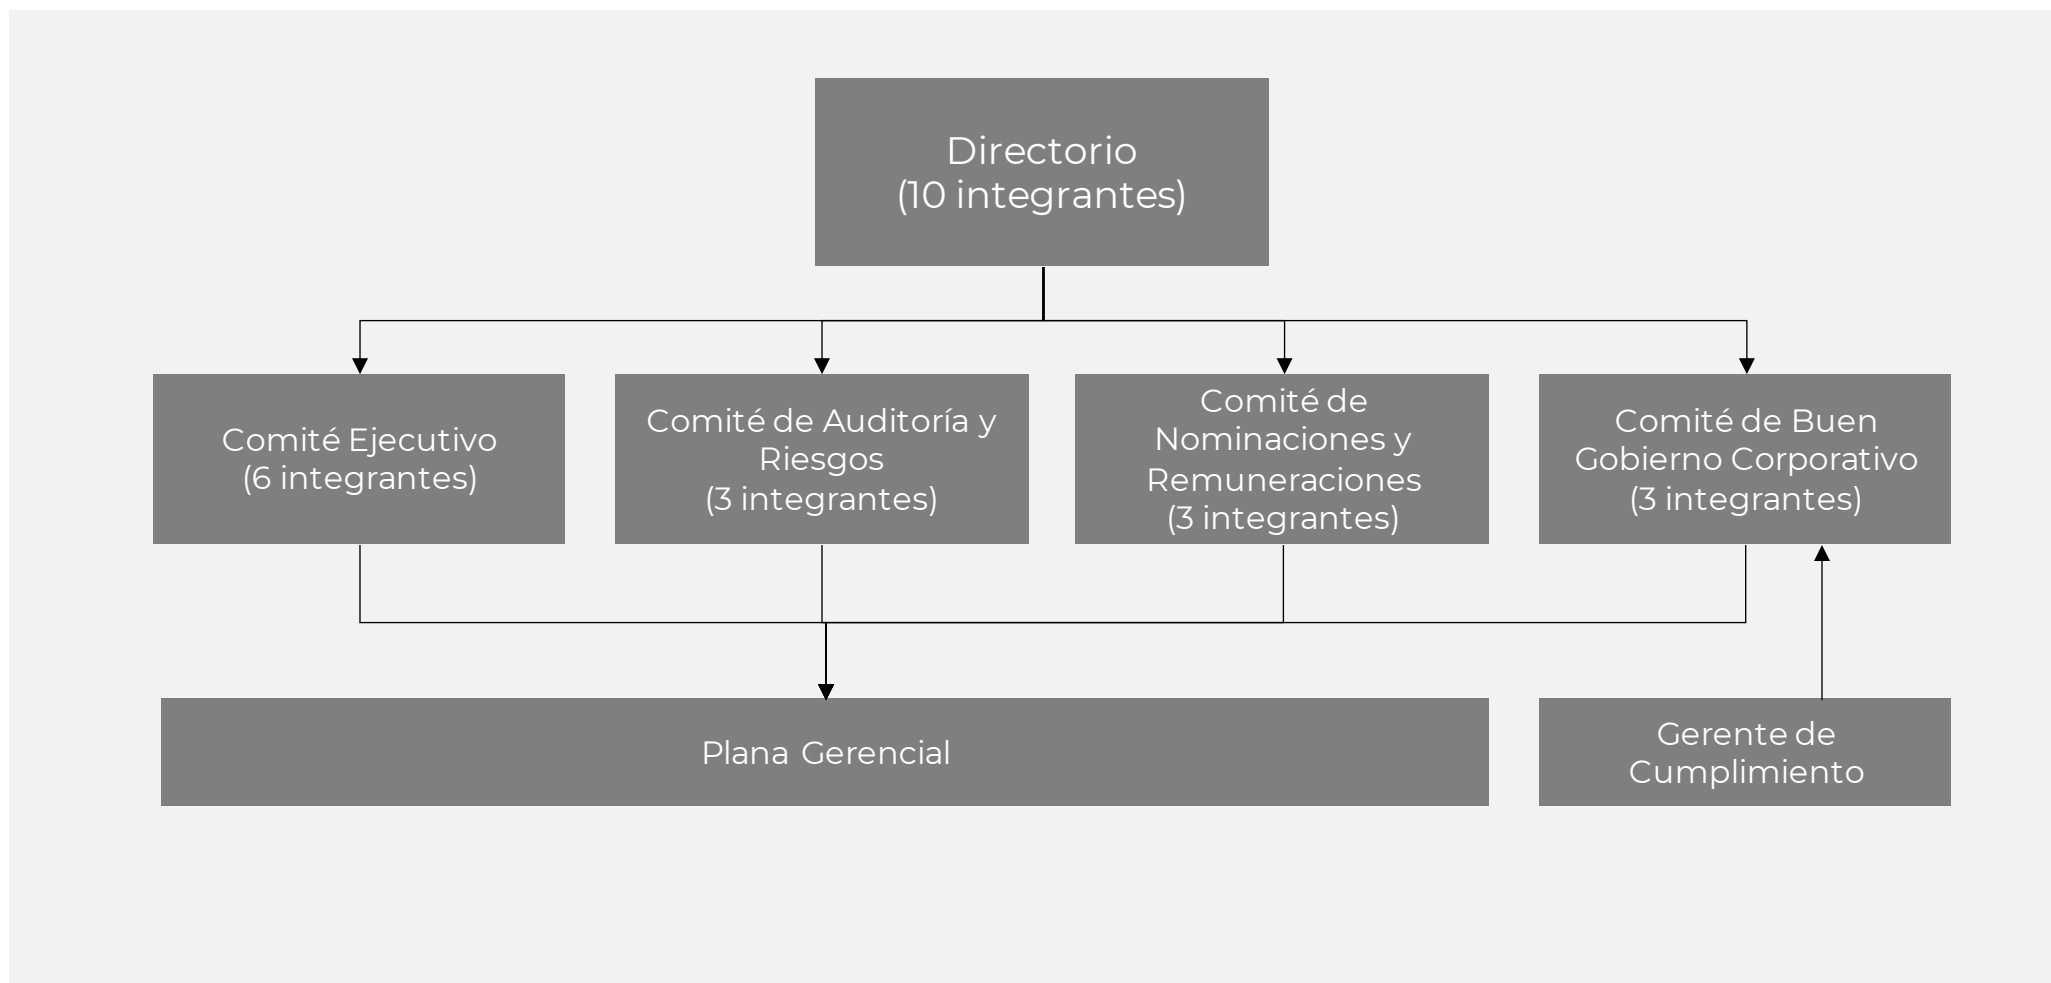 Directorio
(10 integrantes)
Comité Ejecutivo
(6 integrantes)
Comité de Auditoría y
Riesgos
(3 integrantes)
Comité de
Nominaciones y
Remuneraciones
(3 integrantes)
Comité de Buen
Gobierno Corporativo
(3 integrantes)
Plana Gerencial
Gerente de
Cumplimiento